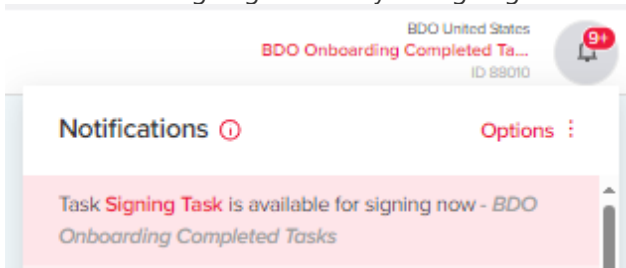 BDO United States
BDO Onboarding Completed Ta...
ID 89010
9+
Notifications
Options
Task Signing Task is available for signing now - BDO
Onboarding Completed Tasks